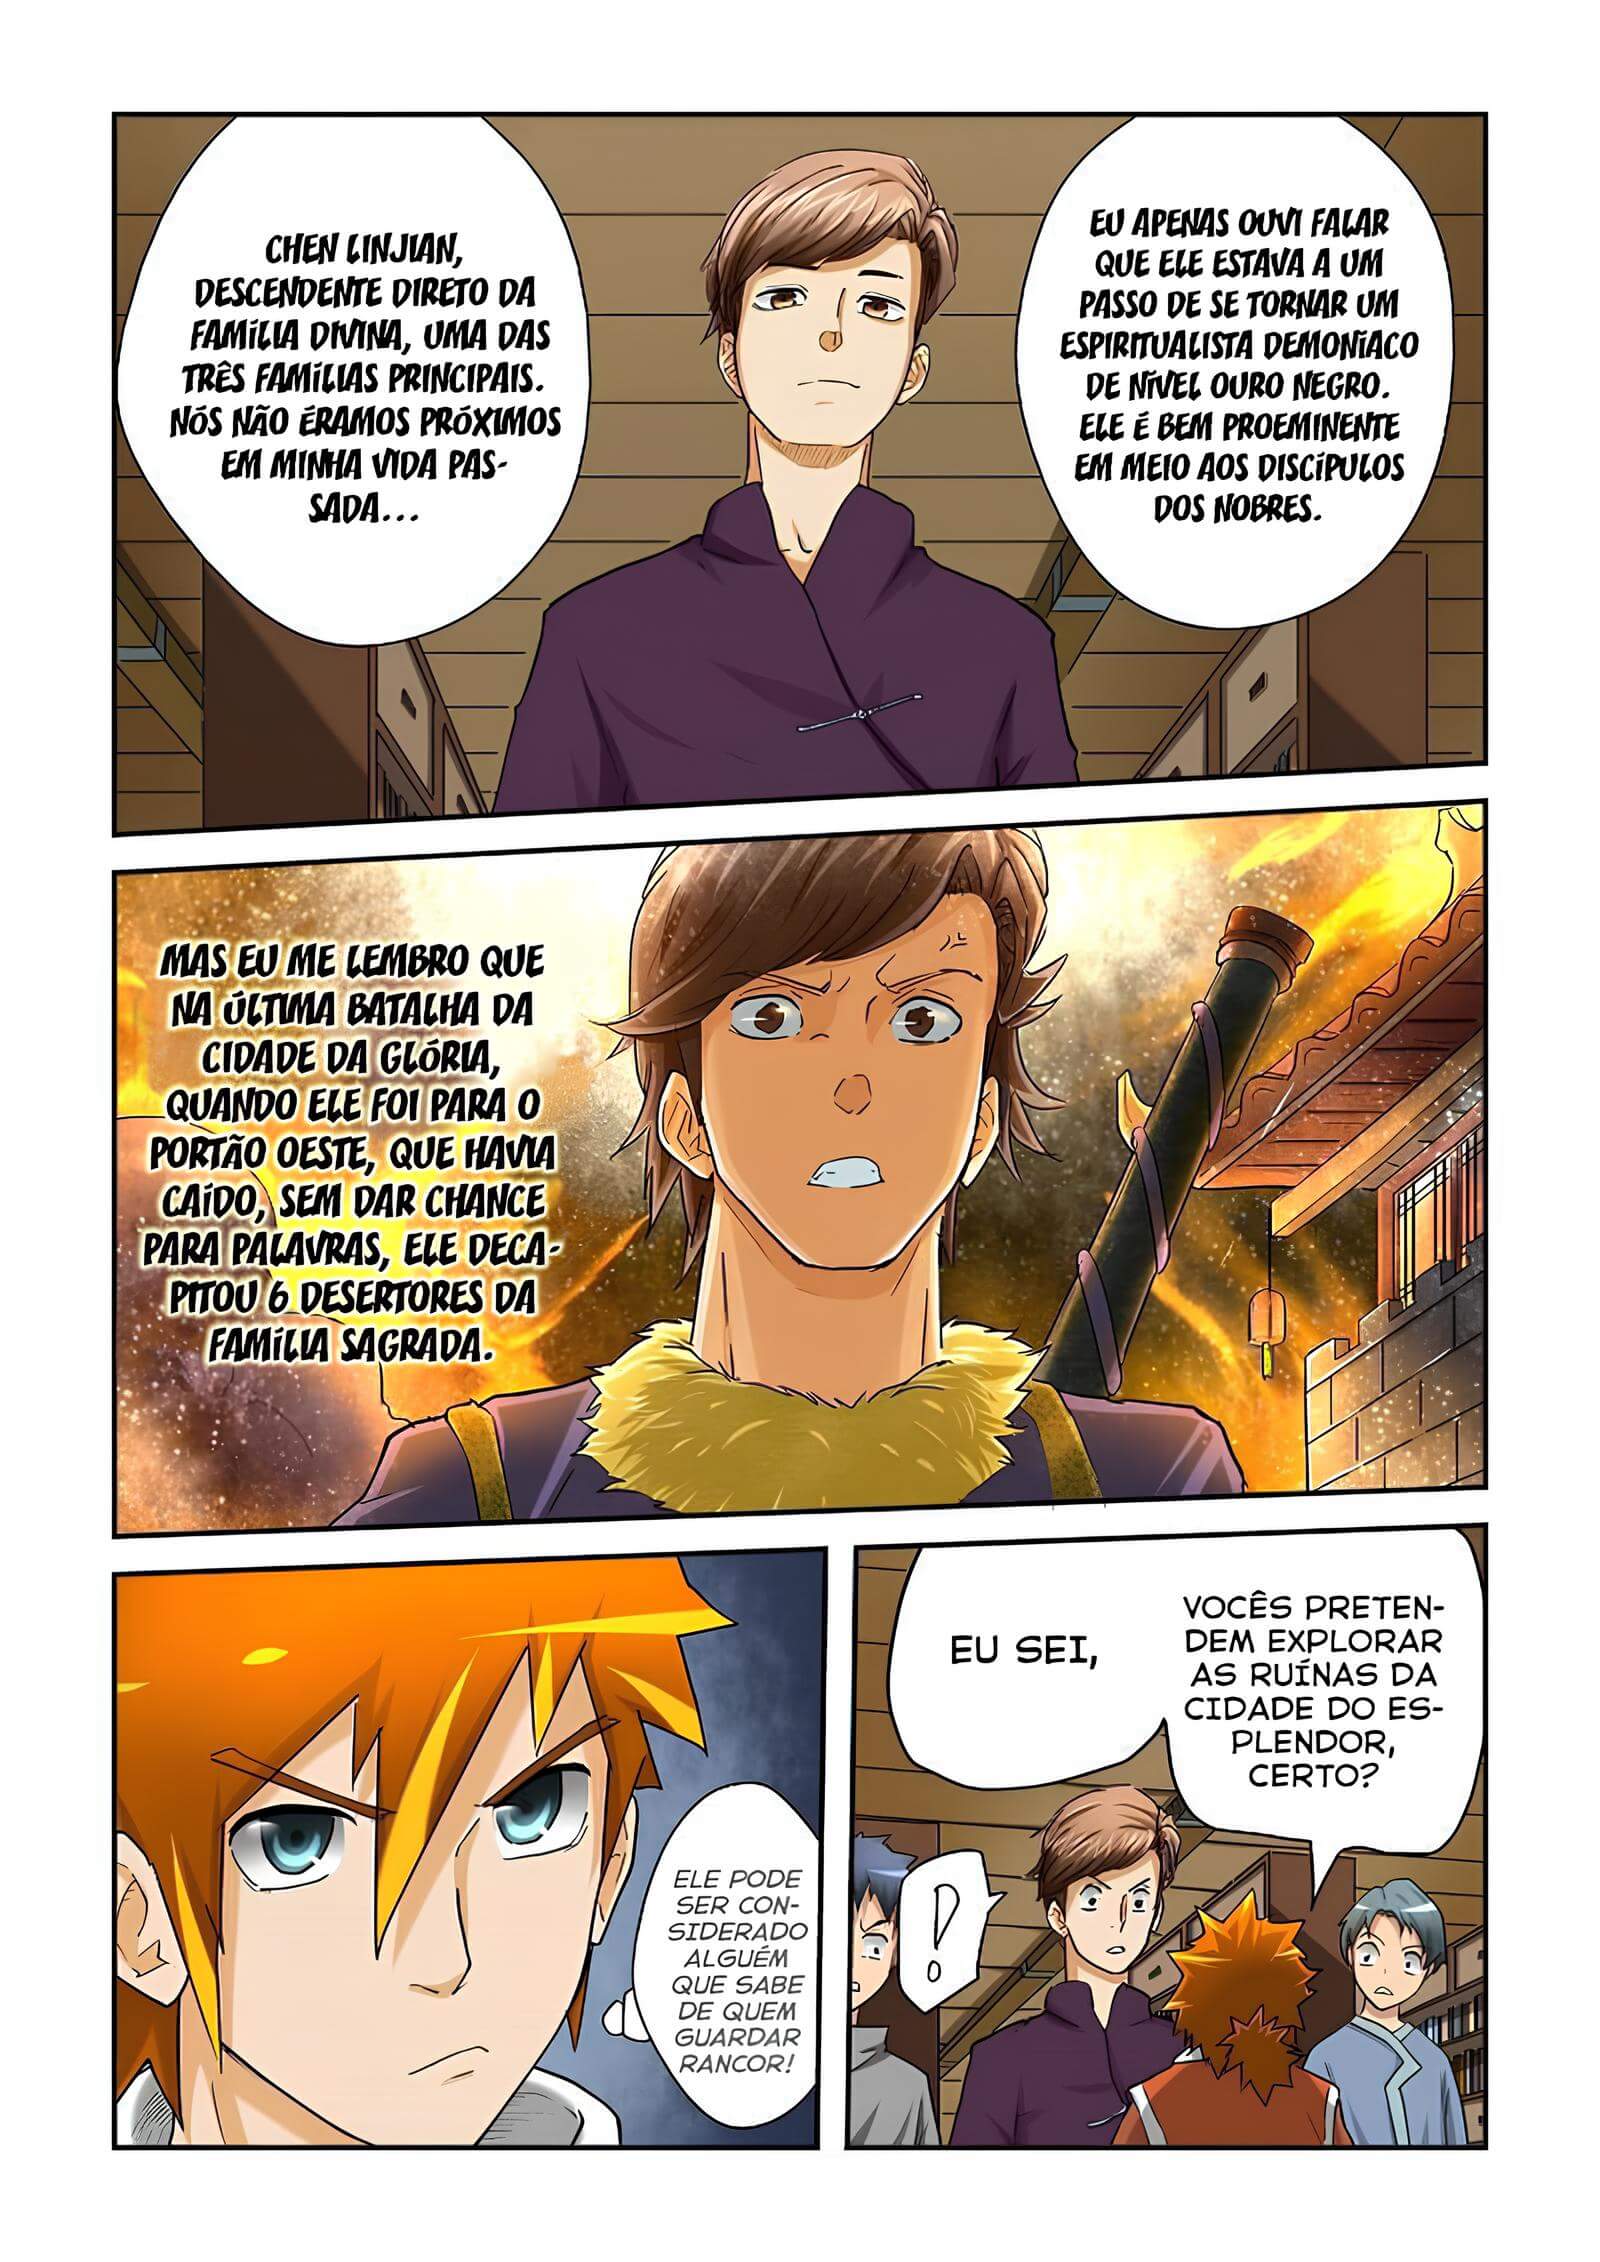 CHEN LINJIAN,
DESCENDENTE DIRETO DA
FAMÍLIA DIVINA, UMA DAS
TRÊS FAMÍLIAS PRINCIPAIS.
NÓS NÃO ÉRAMOS PRÓXIMOS
EM MINHA VIDA PAS-
SADA...
EU APENAS OUVI FALAR
QUE ELE ESTAVA A UM
PASSO DE SE TORNAR UM
ESPIRITUALISTA DEMONÍACO
DE NÍVEL OURO NEGRO.
ELE É BEM PROEMINENTE
EM MEIO AOS DISCÍPULOS
DOS NOBRES.
MAS EU ME LEMBRO QUE
NA ÚLTIMA BATALHA DA
CIDADE DA GLÓRIA,
QUANDO ELE FOI PARA O
PORTÃO OESTE, QUE HAVIA
CAÍDO, SEM DAR CHANCE
PARA PALAVRAS, ELE DECA-
PITOU 6 DESERTORES DA
FAMÍLIA SAGRADA.
ELE PODE
SER CON-
SIDERADO
ALGUÉM
QUE SABE
DE QUEM
GUARDAR
RANCOR!
EU SEI,
VOCÊS PRETEN-
DEM EXPLORAR
AS RUÍNAS DA
CIDADE DO ES-
PLENDOR,
CERTO?
!